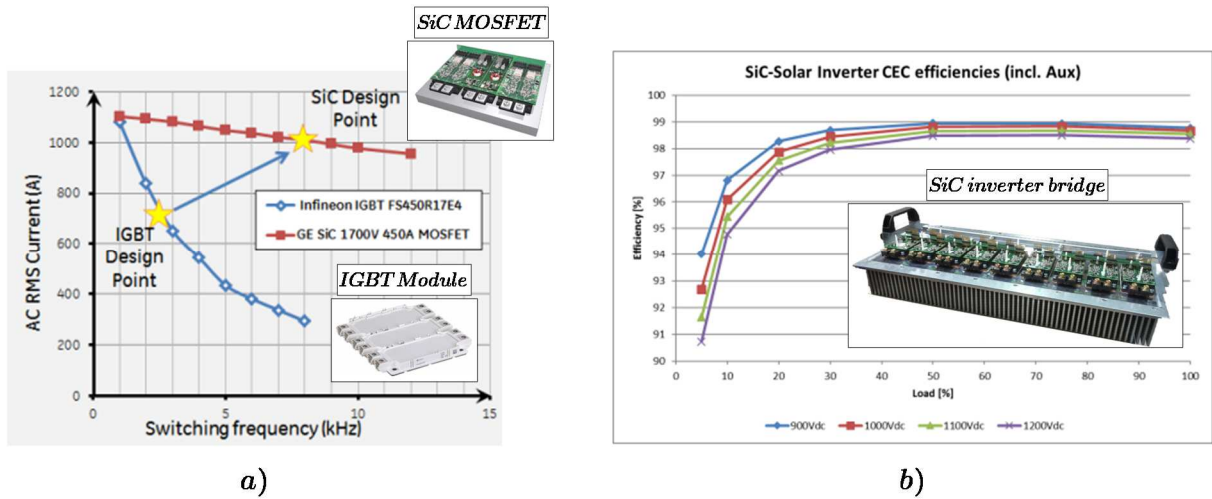 SiC MOSFET
1200
1000
800
600
400
200
0
AC RMS Current (A)
SiC Design
Point
IGBT
Design
Point
Infineon IGBT FS450R17E4
GE SiC 1700V 450A MOSFET
IGBT Module
0
5
10
15
Switching frequency (kHz)
a)
SiC-Solar Inverter CEC efficiencies (incl. Aux)
100
99
98
97
96
95
94
93
92
91
90
Efficiency [%]
SiC inverter bridge
0
10
20
30
40
50
60
70
80
90
100
Load [%]
900Vdc
1000Vdc
1100Vdc
1200Vdc
b)